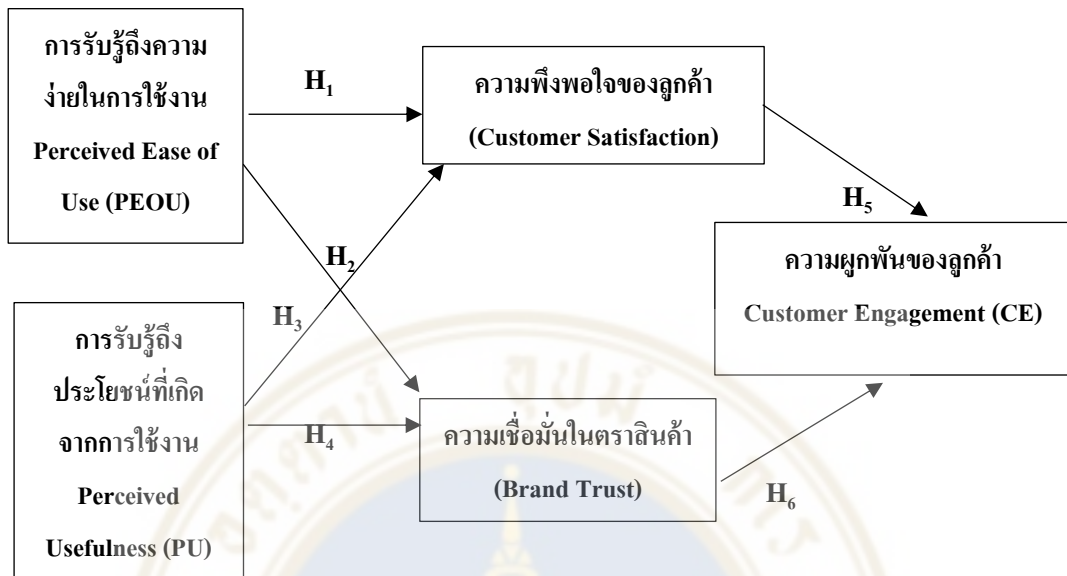 การรับรู้ถึงความ
ง่ายในการใช้งาน
Perceived Ease of
Use (PEOU)
H₁
ความพึงพอใจของลูกค้า
(Customer Satisfaction)
H₅
H₂
ความผูกพันของลูกค้า
Customer Engagement (CE)
การรับรู้ถึง
ประโยชน์ที่เกิด
จากการใช้งาน
Perceived
Usefulness (PU)
H₃
H₄
ความเชื่อมั่นในตราสินค้า
(Brand Trust)
H₆